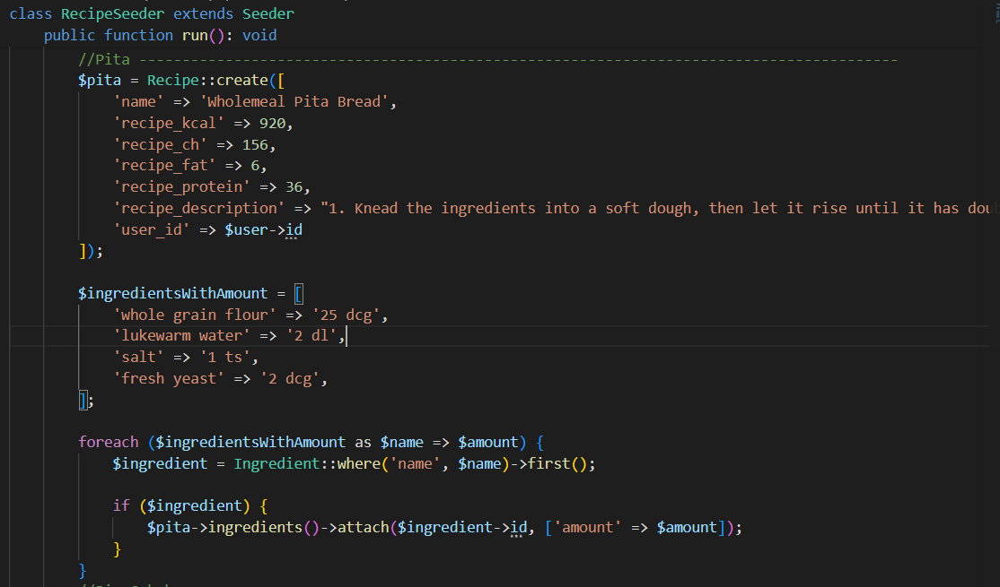 class RecipeSeeder extends Seeder
public function run(): void
//Pita ----------------------------------------------------------------------------------------
$pita = Recipe::create([
'name' => 'Wholemeal Pita Bread',
'recipe_kcal' => 920,
'recipe_ch' => 156,
'recipe_fat' => 6,
'recipe_protein' => 36,
'recipe_description' => "1. Knead the ingredients into a soft dough, then let it rise until it has
'user_id' => $user->id
]);
$ingredientsWithAmount = [
'whole grain flour' => '25 dcg',
'lukewarm water' => '2 dl',
'salt' => '1 ts',
'fresh yeast' => '2 dcg',
];
foreach ($ingredientsWithAmount as $name => $amount) {
$ingredient = Ingredient::where('name', $name)->first();
if ($ingredient) {
$pita->ingredients()->attach($ingredient->id, ['amount' => $amount]);
}
}